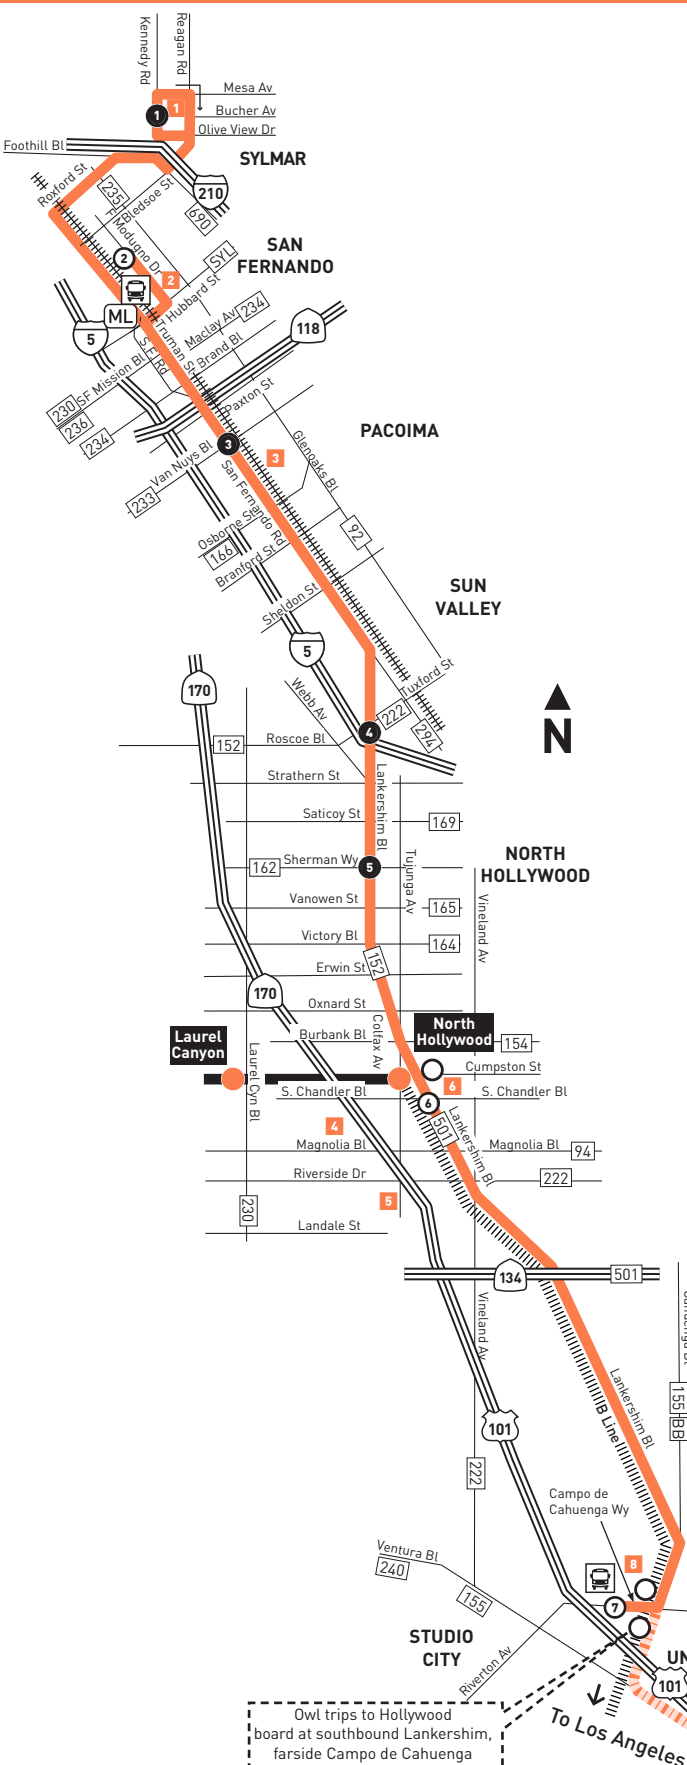 Kennedy Rd
Reagan Rd
Mesa Av
1
1
Bucher Av
Olive View Dr
Foothill Bl
SYLMAR
Roxford St
210
235
Bledsoe St
690
F Modugno Dr
SAN
FERNANDO
2
SYL
2
Hubbard St
ML
5
Maclay Av
234
118
Truman St
S F Rd
Brand Bl
SF Mission Bl
230
236
234
Paxton St
PACOIMA
3
3
Van Nuys Bl
233
San Fernando Rd
Glenoaks Bl
Osborne St
166
92
Branford St
Sheldon St
SUN
VALLEY
5
Tuxford St
170
Webb Av
222
294
4
N
152
Roscoe Bl
Strathern St
Lankershim Bl
Saticoy St
169
162
Sherman Wy
5
Tujunga Av
NORTH
HOLLYWOOD
Vanowen St
165
Vineland Av
Victory Bl
164
152
Erwin St
170
Oxnard St
Colfax Av
North
Hollywood
Laurel
Canyon
Burbank Bl
154
Laurel Cyn Bl
Cumpston St
6
S. Chandler Bl
S. Chandler Bl
6
4
501
Lankershim Bl
Magnolia Bl
Magnolia Bl
94
Riverside Dr
222
5
230
Landale St
134
501
Vineland Av
155
BB
Lankershim Bl
B Line
101
222
Campo de
Cahuenga Wy
Ventura Bl
240
8
155
7
STUDIO
CITY
Riverton Av
UN
101
To Los Angeles
Owl trips to Hollywood
board at southbound Lankershim,
farside Campo de Cahuenga